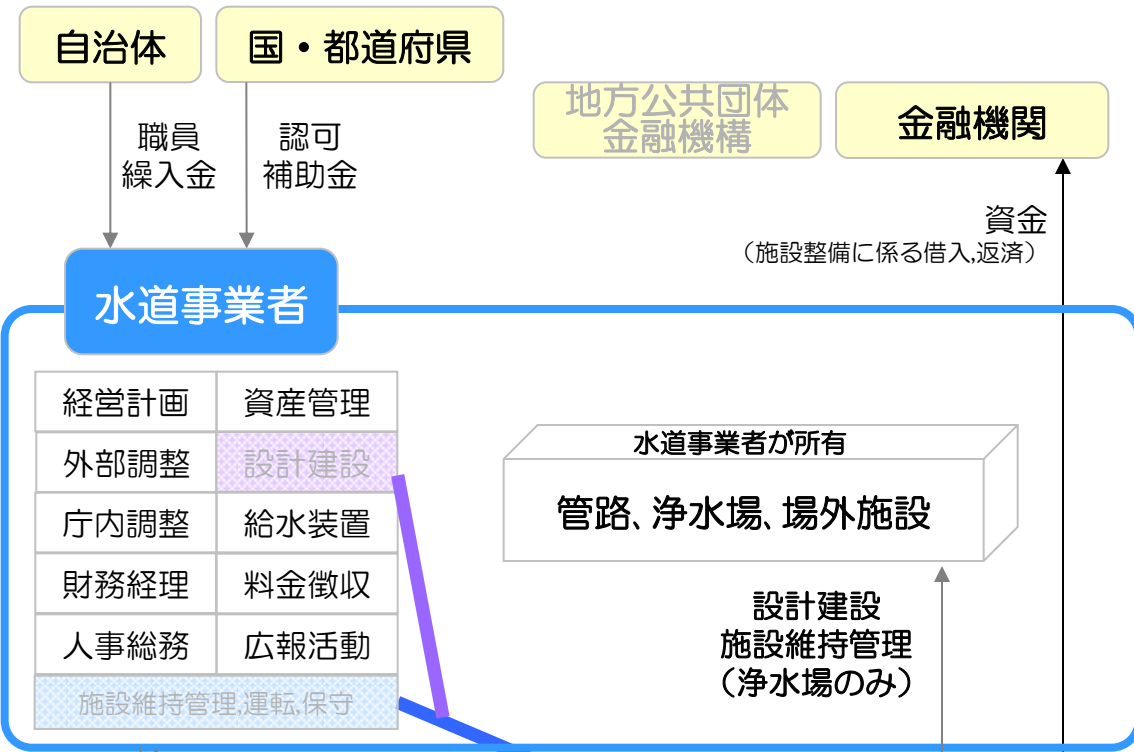 自治体
国・都道府県
地方公共団体
金融機構
金融機関
職員
繰入金
認可
補助金
資金
（施設整備に係る借入,返済）
水道事業者
経営計画
資産管理
外部調整
設計建設
庁内調整
給水装置
財務経理
料金徴収
人事総務
広報活動
施設維持管理,運転,保守
水道事業者が所有
管路、浄水場、場外施設
設計建設
施設維持管理
（浄水場のみ）